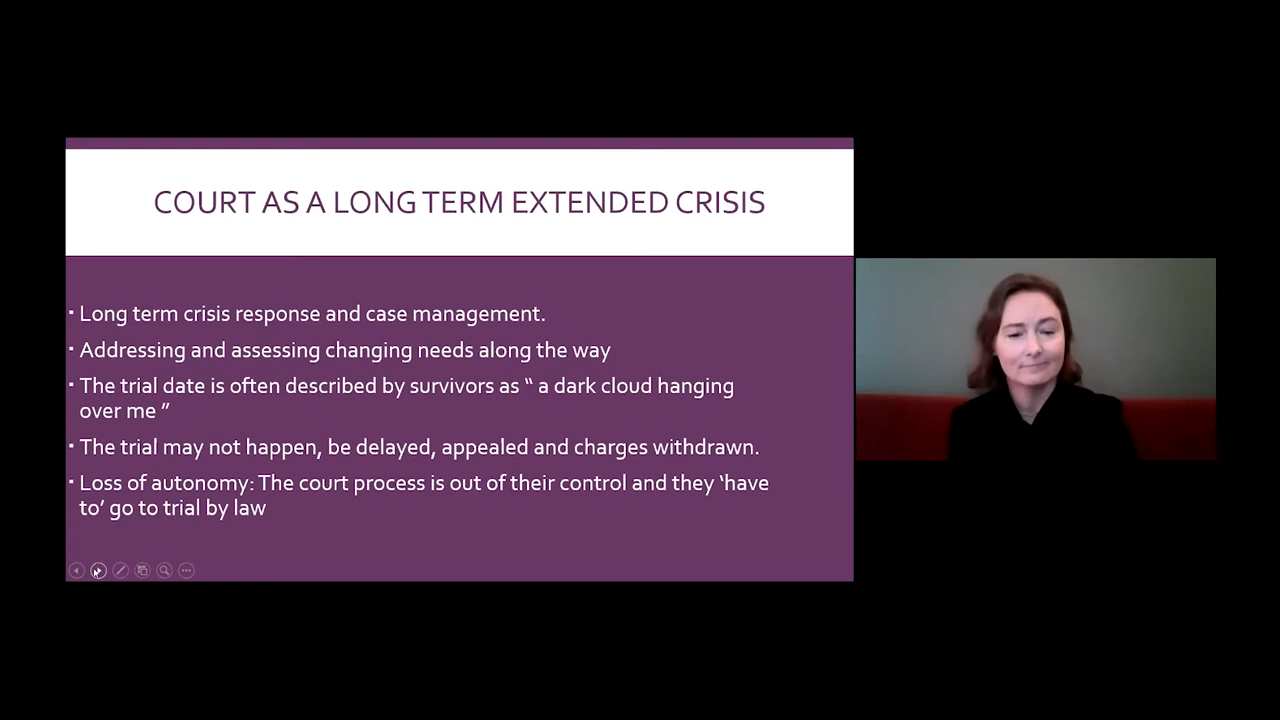 COURT AS A LONG TERM EXTENDED CRISIS
▪ Long term crisis response and case management.
▪ Addressing and assessing changing needs along the way
▪ The trial date is often described by survivors as “ a dark cloud hanging
over me ”
▪ The trial may not happen, be delayed, appealed and charges withdrawn.
▪ Loss of autonomy: The court process is out of their control and they ‘have
to’ go to trial by law